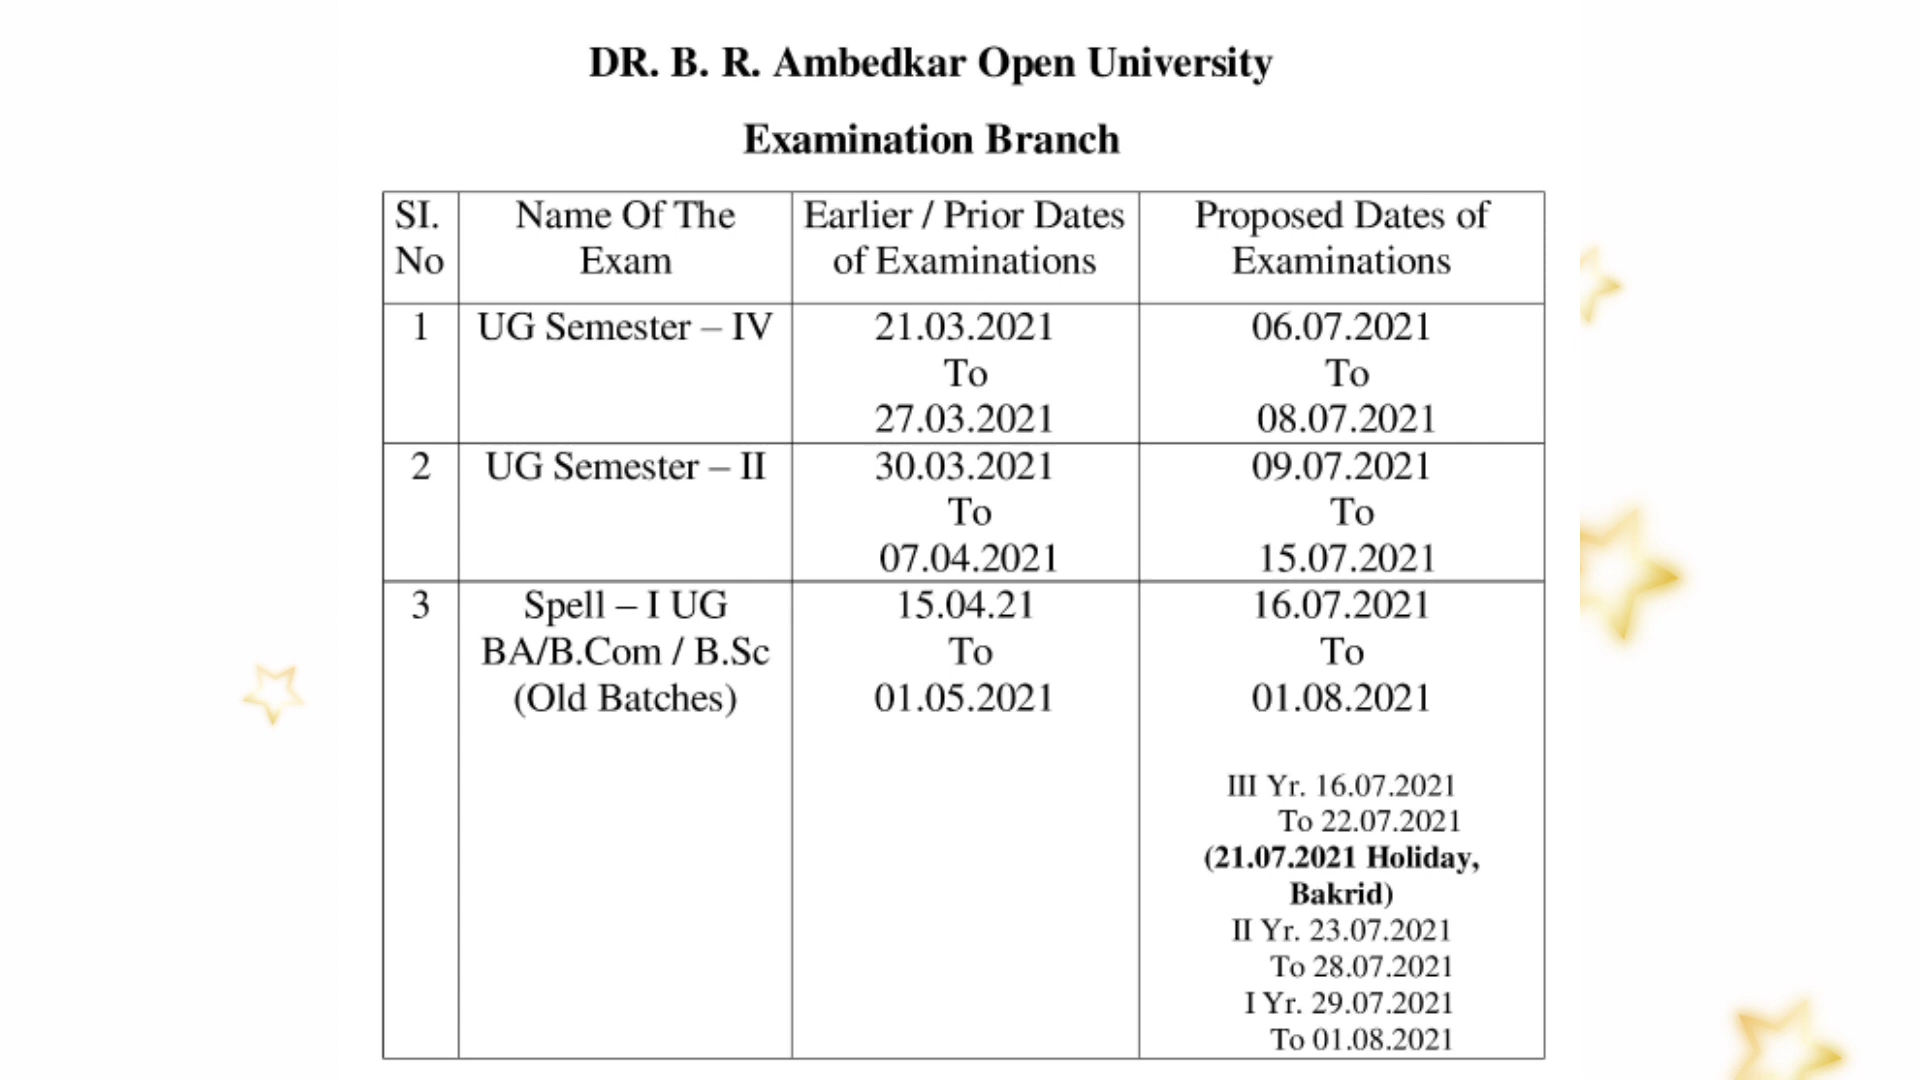 DR. B. R. Ambedkar Open University
Examination Branch
SI. No
Name Of The Exam
Earlier / Prior Dates of Examinations
Proposed Dates of Examinations
1
UG Semester – IV
21.03.2021
To
27.03.2021
06.07.2021
To
08.07.2021
2
UG Semester – II
30.03.2021
To
07.04.2021
09.07.2021
To
15.07.2021
3
Spell – I UG
BA/B.Com / B.Sc
(Old Batches)
15.04.21
To
01.05.2021
16.07.2021
To
01.08.2021
III Yr. 16.07.2021
To 22.07.2021
(21.07.2021 Holiday,
Bakrid)
II Yr. 23.07.2021
To 28.07.2021
I Yr. 29.07.2021
To 01.08.2021